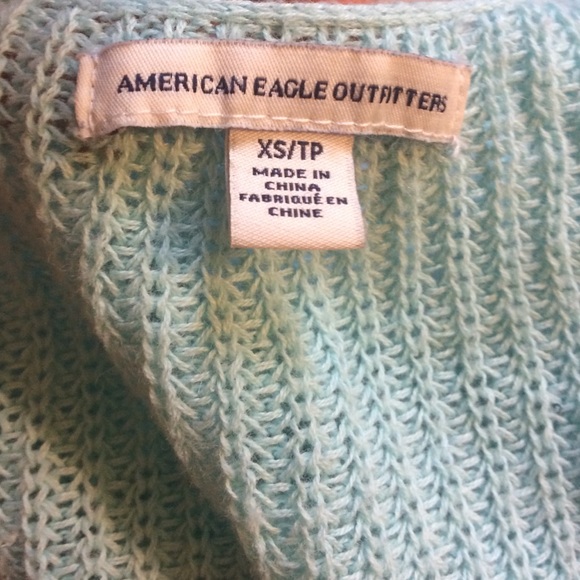 AMERICAN EAGLE OUTFITTERS
XS/TP
MADE IN
CHINA
FABRIQUÉ EN
CHINE